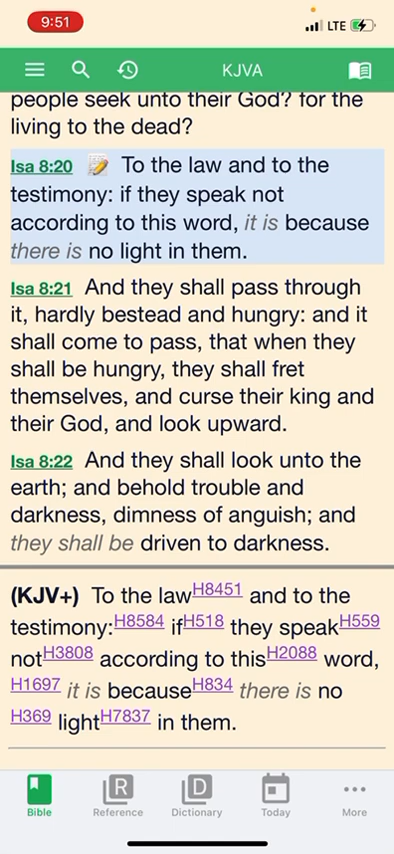 9:51
LTE
KJVA
people seek unto their God? for the
living to the dead?
Isa 8:20 To the law and to the
testimony: if they speak not
according to this word, it is because
there is no light in them.
Isa 8:21 And they shall pass through
it, hardly bestead and hungry: and it
shall come to pass, that when they
shall be hungry, they shall fret
themselves, and curse their king and
their God, and look upward.
Isa 8:22 And they shall look unto the
earth; and behold trouble and
darkness, dimness of anguish; and
they shall be driven to darkness.
(KJV+) To the lawH8451 and to the
testimony:H8584 ifH518 they speakH559
notH3808 according to thisH2088 word,
H1697 it is becauseH834 there is no
H369 lightH7837 in them.
R
D
Bible Reference Dictionary Today More